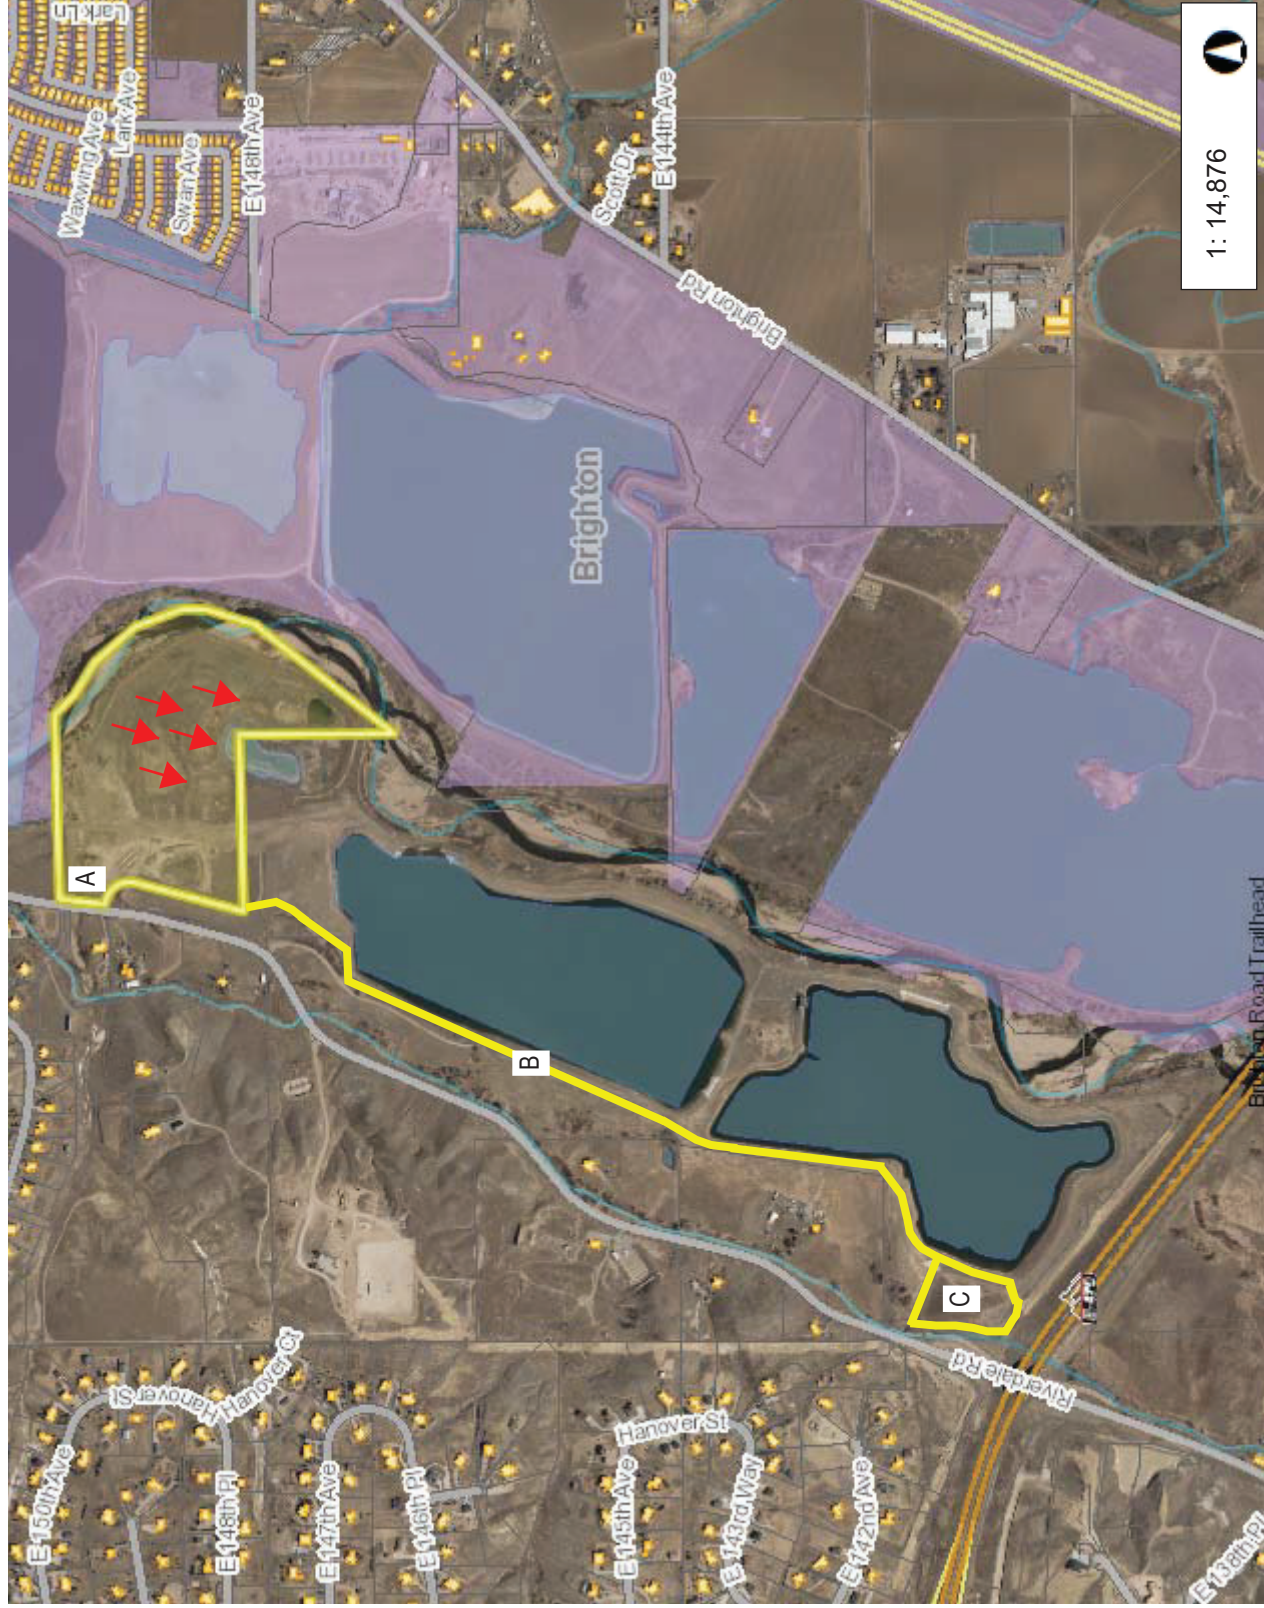 Lark Ln
Waxwing Ave
Lark Ave
Swan Ave
E 148th Ave
Scott Dr
E 144th Ave
Brighton Rd
1: 14,876
Brighton
A
B
C
Brighton Road Trailhead
Riverdale Rd
Hanover Ct
Hanover St
E 150th Ave
E 148th Pl
E 147th Ave
E 146th Pl
Hanover St
E 145th Ave
E 143rd Way
E 142nd Ave
E 138th Pl